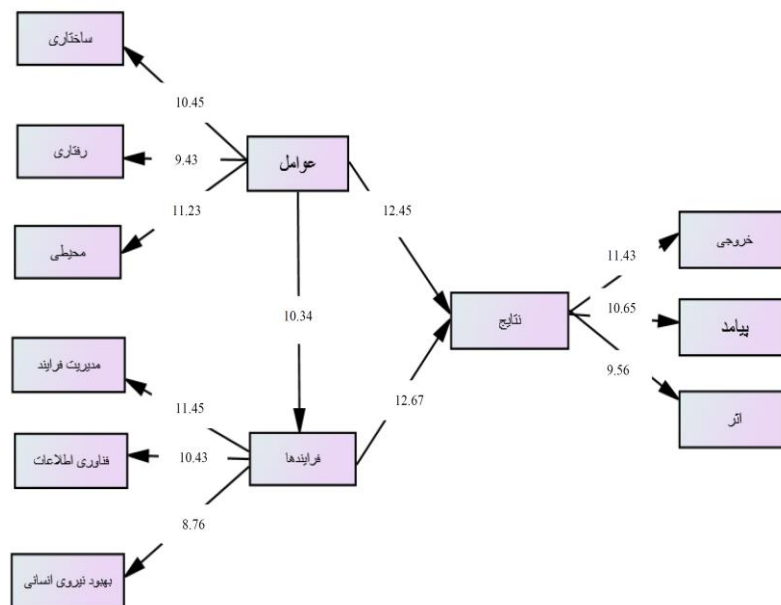 ساختاری
10.45
رفتاری
9.43
عوامل
محیطی
11.23
12.45
خروجی
11.43
10.34
نتایج
10.65
پیامد
مدیریت فرایند
9.56
11.45
12.67
اثر
فناوری اطلاعات
10.43
فرایندها
8.76
بهبود نیروی انسانی